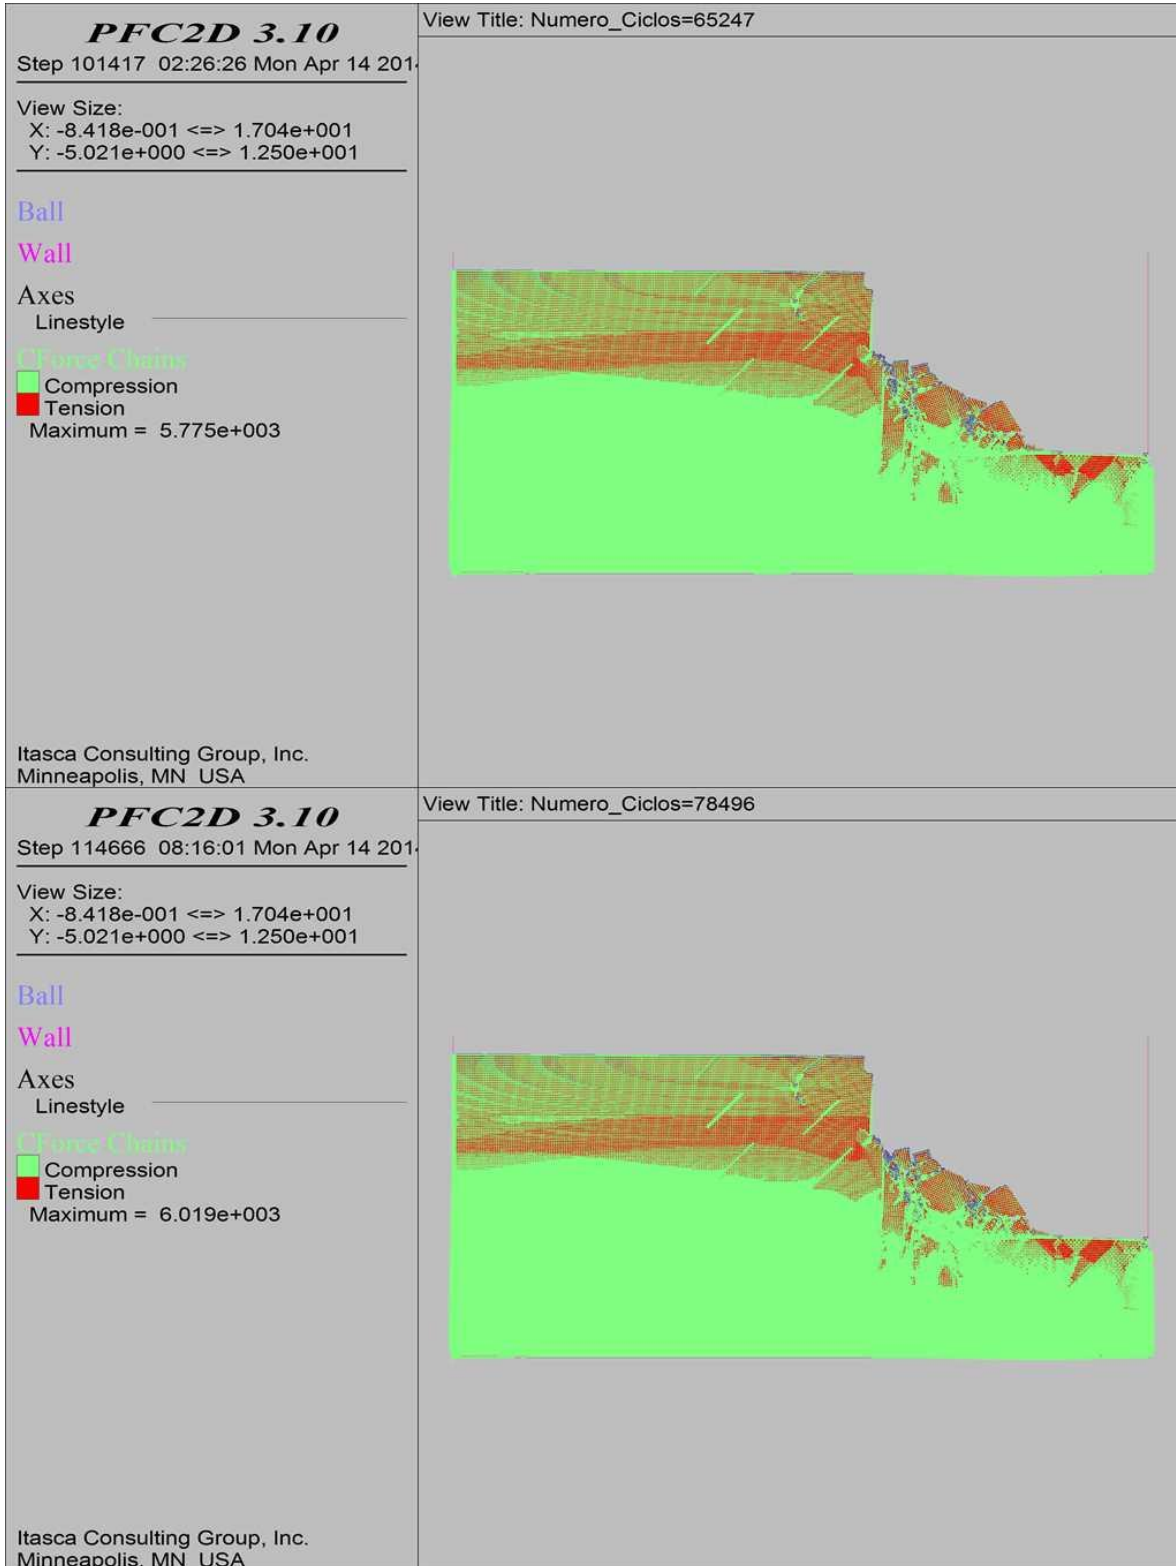 PFC2D 3.10
Step 101417 02:26:26 Mon Apr 14 201
View Size:
X: -8.418e-001 <=> 1.704e+001
Y: -5.021e+000 <=> 1.250e+001
Ball
Wall
Axes
Linestyle
CForce Chains
Compression
Tension
Maximum = 5.775e+003
Itasca Consulting Group, Inc.
Minneapolis, MN USA
View Title: Numero_Ciclos=65247
PFC2D 3.10
Step 114666 08:16:01 Mon Apr 14 201
View Size:
X: -8.418e-001 <=> 1.704e+001
Y: -5.021e+000 <=> 1.250e+001
Ball
Wall
Axes
Linestyle
CForce Chains
Compression
Tension
Maximum = 6.019e+003
Itasca Consulting Group, Inc.
Minneapolis, MN USA
View Title: Numero_Ciclos=78496